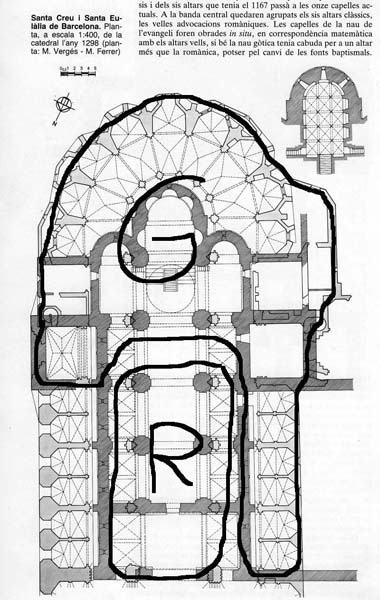 Santa Creu i Santa Eu-
làlia de Barcelona. Plan-
ta, a escala 1:400, de la
catedral l'any 1298 (plan-
ta: M. Vergés - M. Ferrer)
sis i dels sis altars que tenia el 1167 passà a les onze capelles ac-
tuals. A la banda central quedaren agrupats els sis altars clàssics,
les velles advocacions romàniques. Les capelles de la nau de
l'evangeli foren obrades in situ, en correspondència matemàtica
amb els altars vells, si bé la nau gòtica tenia cabuda per a un altar
més que la romànica, potser pel canvi de les fonts baptismals.
G
R